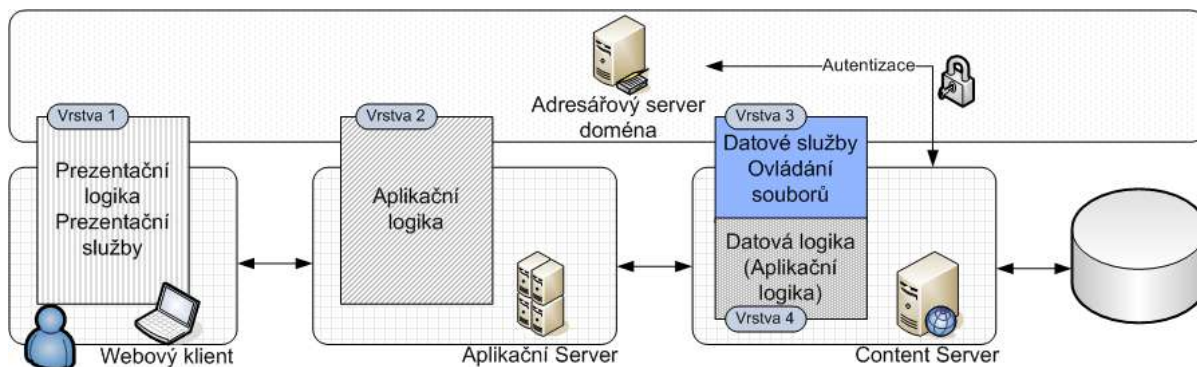 Autentizace
Adresářový server
doména
Vrstva 1
Prezentační
logika
Prezentační
služby
Webový klient
Vrstva 2
Aplikační
logika
Aplikační Server
Vrstva 3
Datové služby
Ovládání
souborů
Datová logika
(Aplikační
logika)
Vrstva 4
Content Server